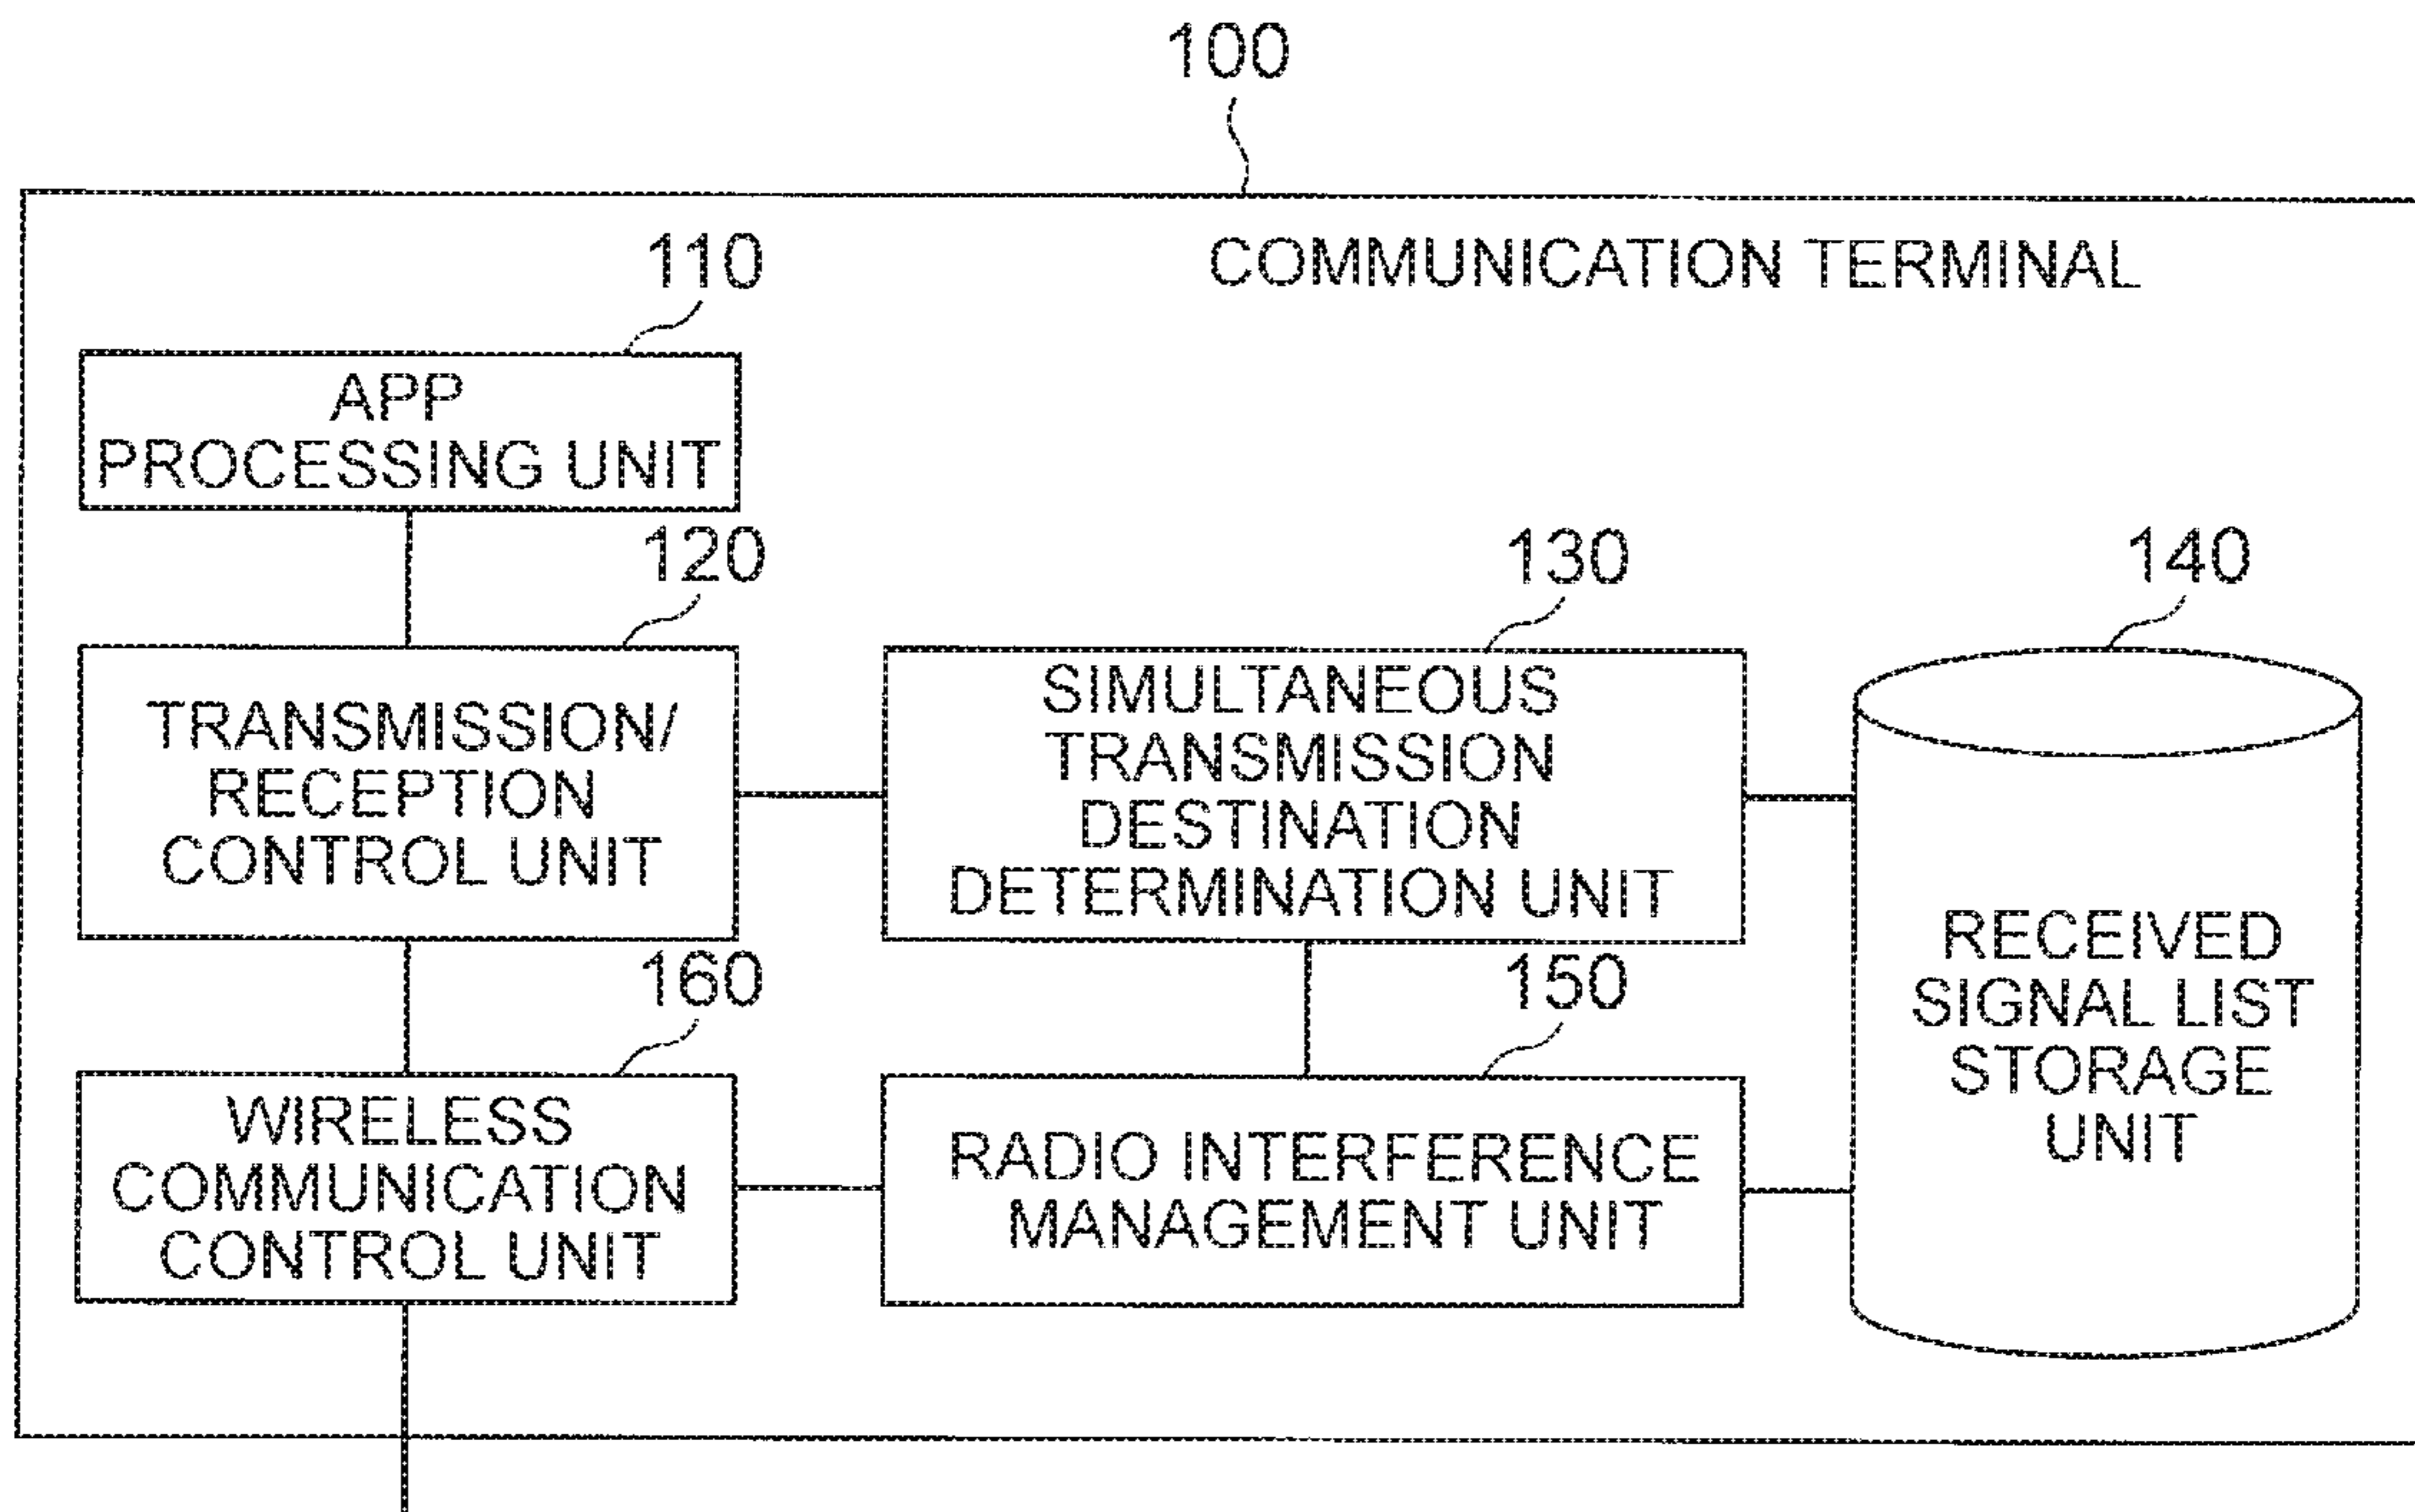 100
COMMUNICATION TERMINAL
110
APP
PROCESSING UNIT
120
TRANSMISSION/
RECEPTION
CONTROL UNIT
130
SIMULTANEOUS
TRANSMISSION
DESTINATION
DETERMINATION UNIT
140
RECEIVED
SIGNAL LIST
STORAGE
UNIT
160
WIRELESS
COMMUNICATION
CONTROL UNIT
150
RADIO INTERFERENCE
MANAGEMENT UNIT